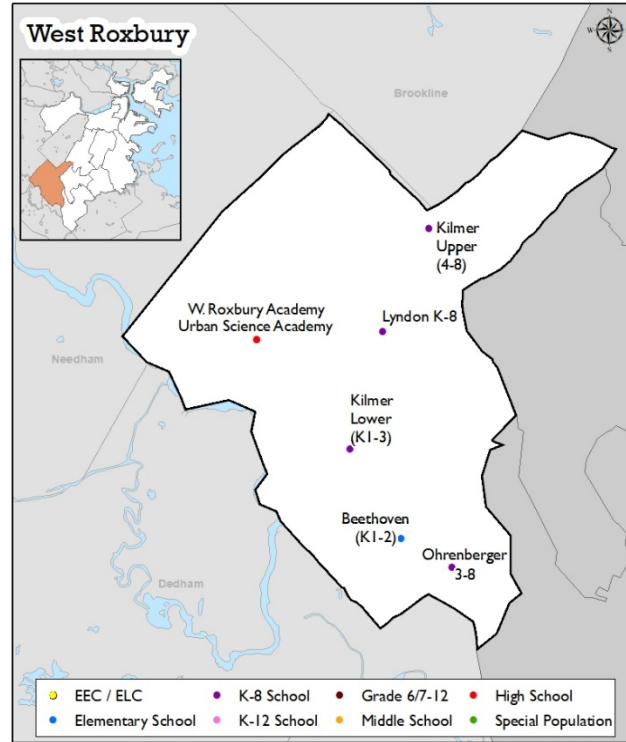 West Roxbury
N
W
E
S
Brookline
Kilmer
Upper
(4-8)
W. Roxbury Academy
Urban Science Academy
Lyndon K-8
Needham
Kilmer
Lower
(K1-3)
Beethoven
(K1-2)
Ohrenberger
3-8
Dedham
EEC / ELC
K-8 School
Grade 6/7-12
High School
Elementary School
K-12 School
Middle School
Special Population